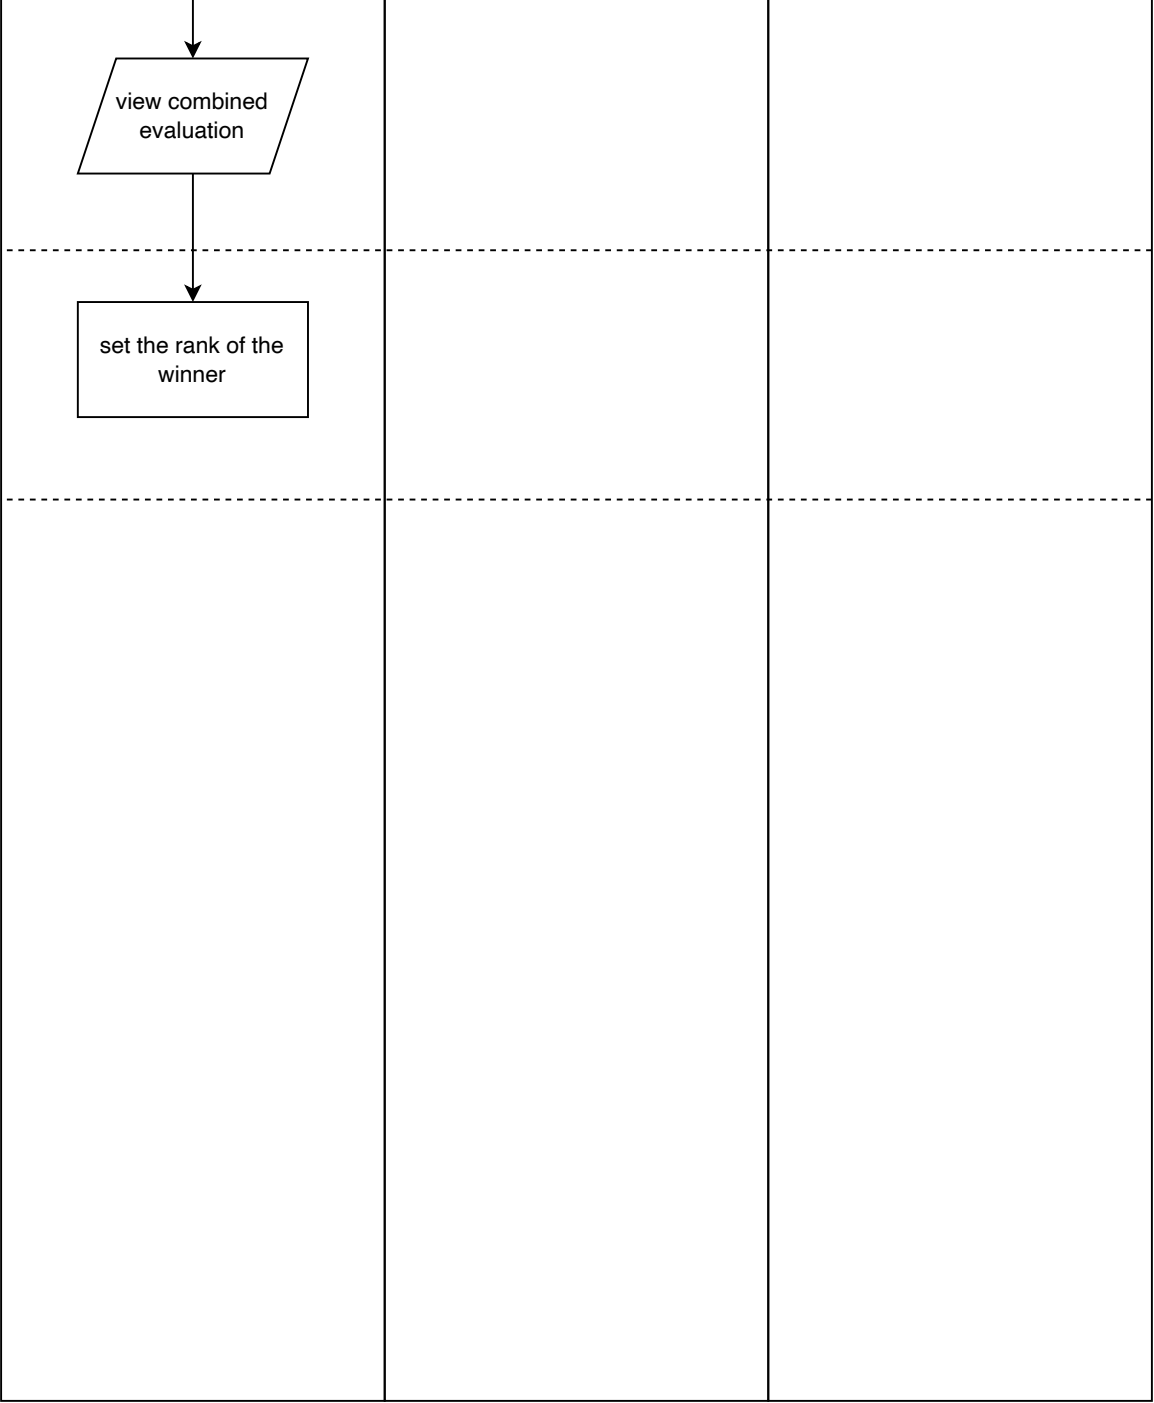 view combined
evaluation
set the rank of the
winner